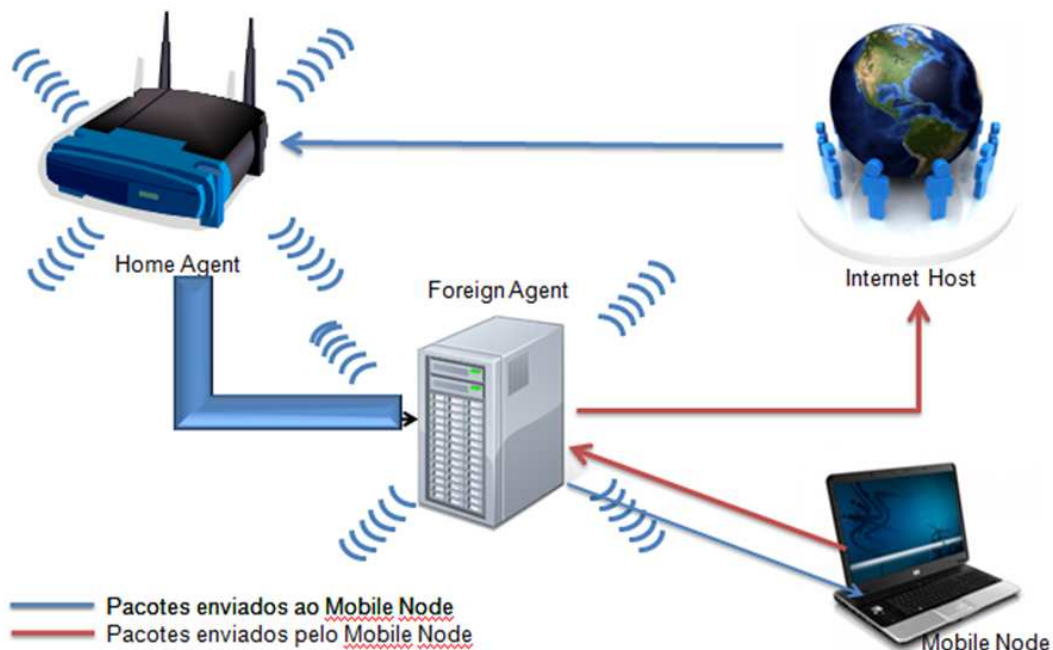 Home Agent
Internet Host
Foreign Agent
Pacotes enviados ao Mobile Node
Pacotes enviados pelo Mobile Node
Mobile Node